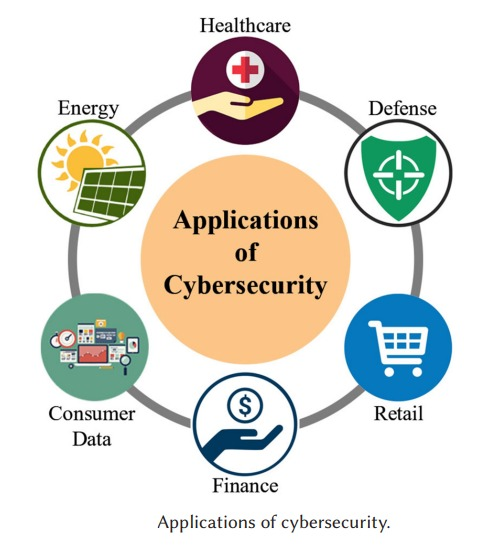 Healthcare
Energy
Defense
Applications
of
Cybersecurity
Consumer
Data
Retail
$
Finance
Applications of cybersecurity.